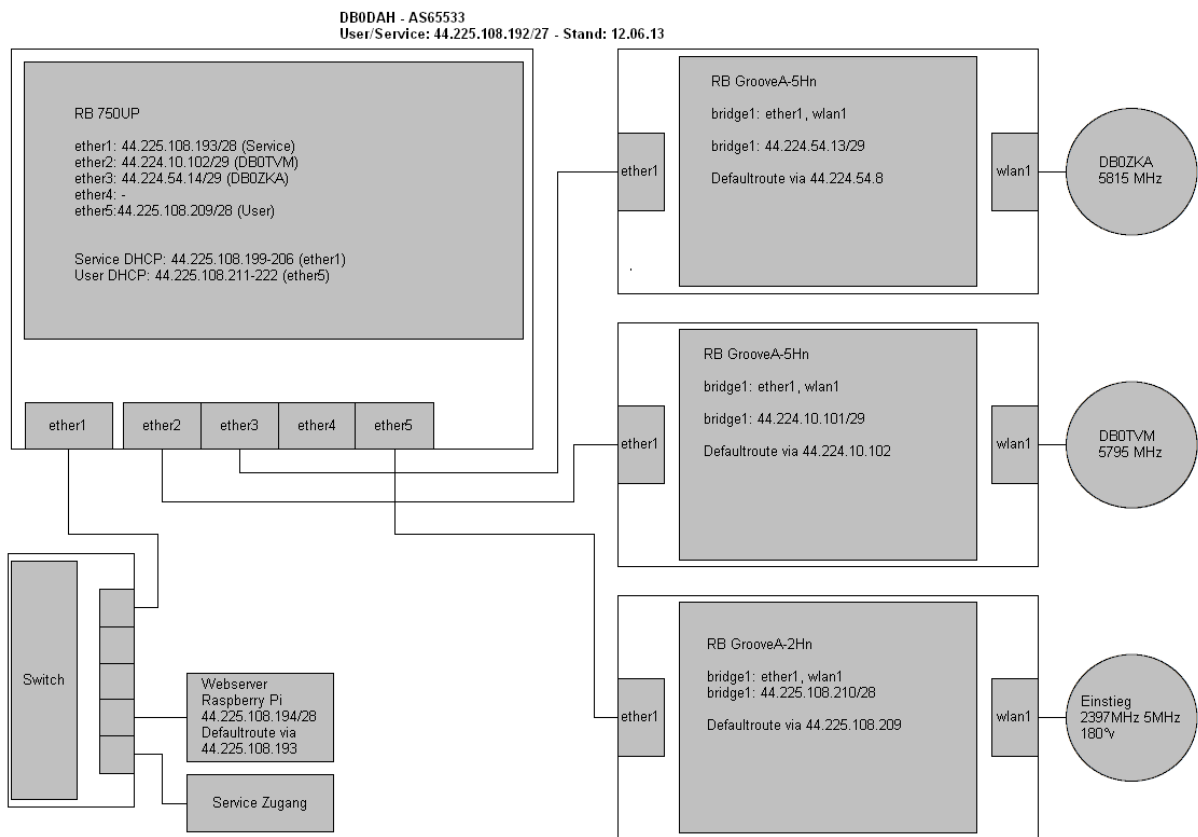 DB0DAH - AS65533
User/Service: 44.225.108.192/27 - Stand: 12.06.13
RB 750UP
ether1: 44.225.108.193/28 (Service)
ether2: 44.224.10.102/29 (DB0TVM)
ether3: 44.224.54.14/29 (DB0ZKA)
ether4: -
ether5:44.225.108.209/28 (User)
Service DHCP: 44.225.108.199-206 (ether1)
User DHCP: 44.225.108.211-222 (ether5)
ether1
ether2
ether3
ether4
ether5
Switch
Webserver
Raspberry Pi
44.225.108.194/28
Defaultroute via
44.225.108.193
Service Zugang
RB GrooveA-5Hn
bridge1: ether1, wlan1
bridge1: 44.224.54.13/29
Defaultroute via 44.224.54.8
ether1
wlan1
DB0ZKA
5815 MHz
RB GrooveA-5Hn
bridge1: ether1, wlan1
bridge1: 44.224.10.101/29
Defaultroute via 44.224.10.102
ether1
wlan1
DB0TVM
5795 MHz
RB GrooveA-2Hn
bridge1: ether1, wlan1
bridge1: 44.225.108.210/28
Defaultroute via 44.225.108.209
ether1
wlan1
Einstieg
2397MHz 5MHz
180°v